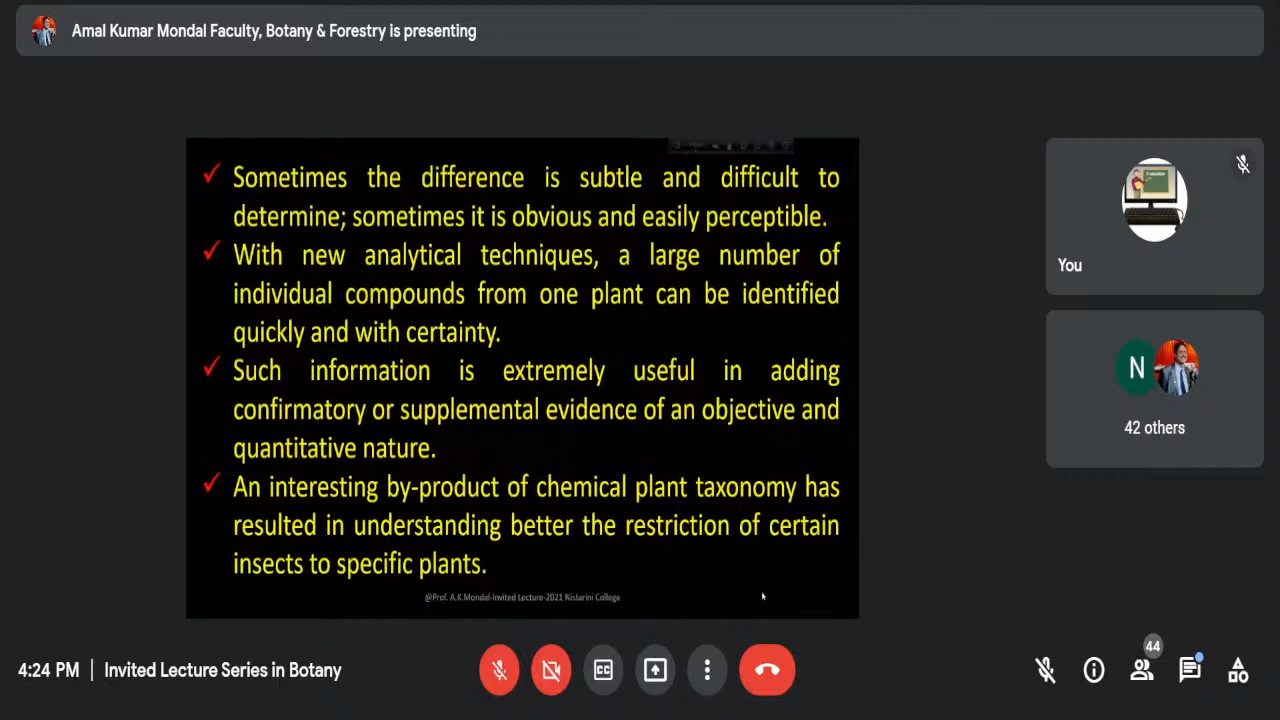 Amal Kumar Mondal Faculty, Botany & Forestry is presenting
✓ Sometimes the difference is subtle and difficult to
determine; sometimes it is obvious and easily perceptible.
✓ With new analytical techniques, a large number of
individual compounds from one plant can be identified
quickly and with certainty.
✓ Such information is extremely useful in adding
confirmatory or supplemental evidence of an objective and
quantitative nature.
✓ An interesting by-product of chemical plant taxonomy has
resulted in understanding better the restriction of certain
insects to specific plants.
@Prof. A.K.Mondal-Invited Lecture-2021 Nistarini College
You
N
42 others
4:24 PM | Invited Lecture Series in Botany
CC
44